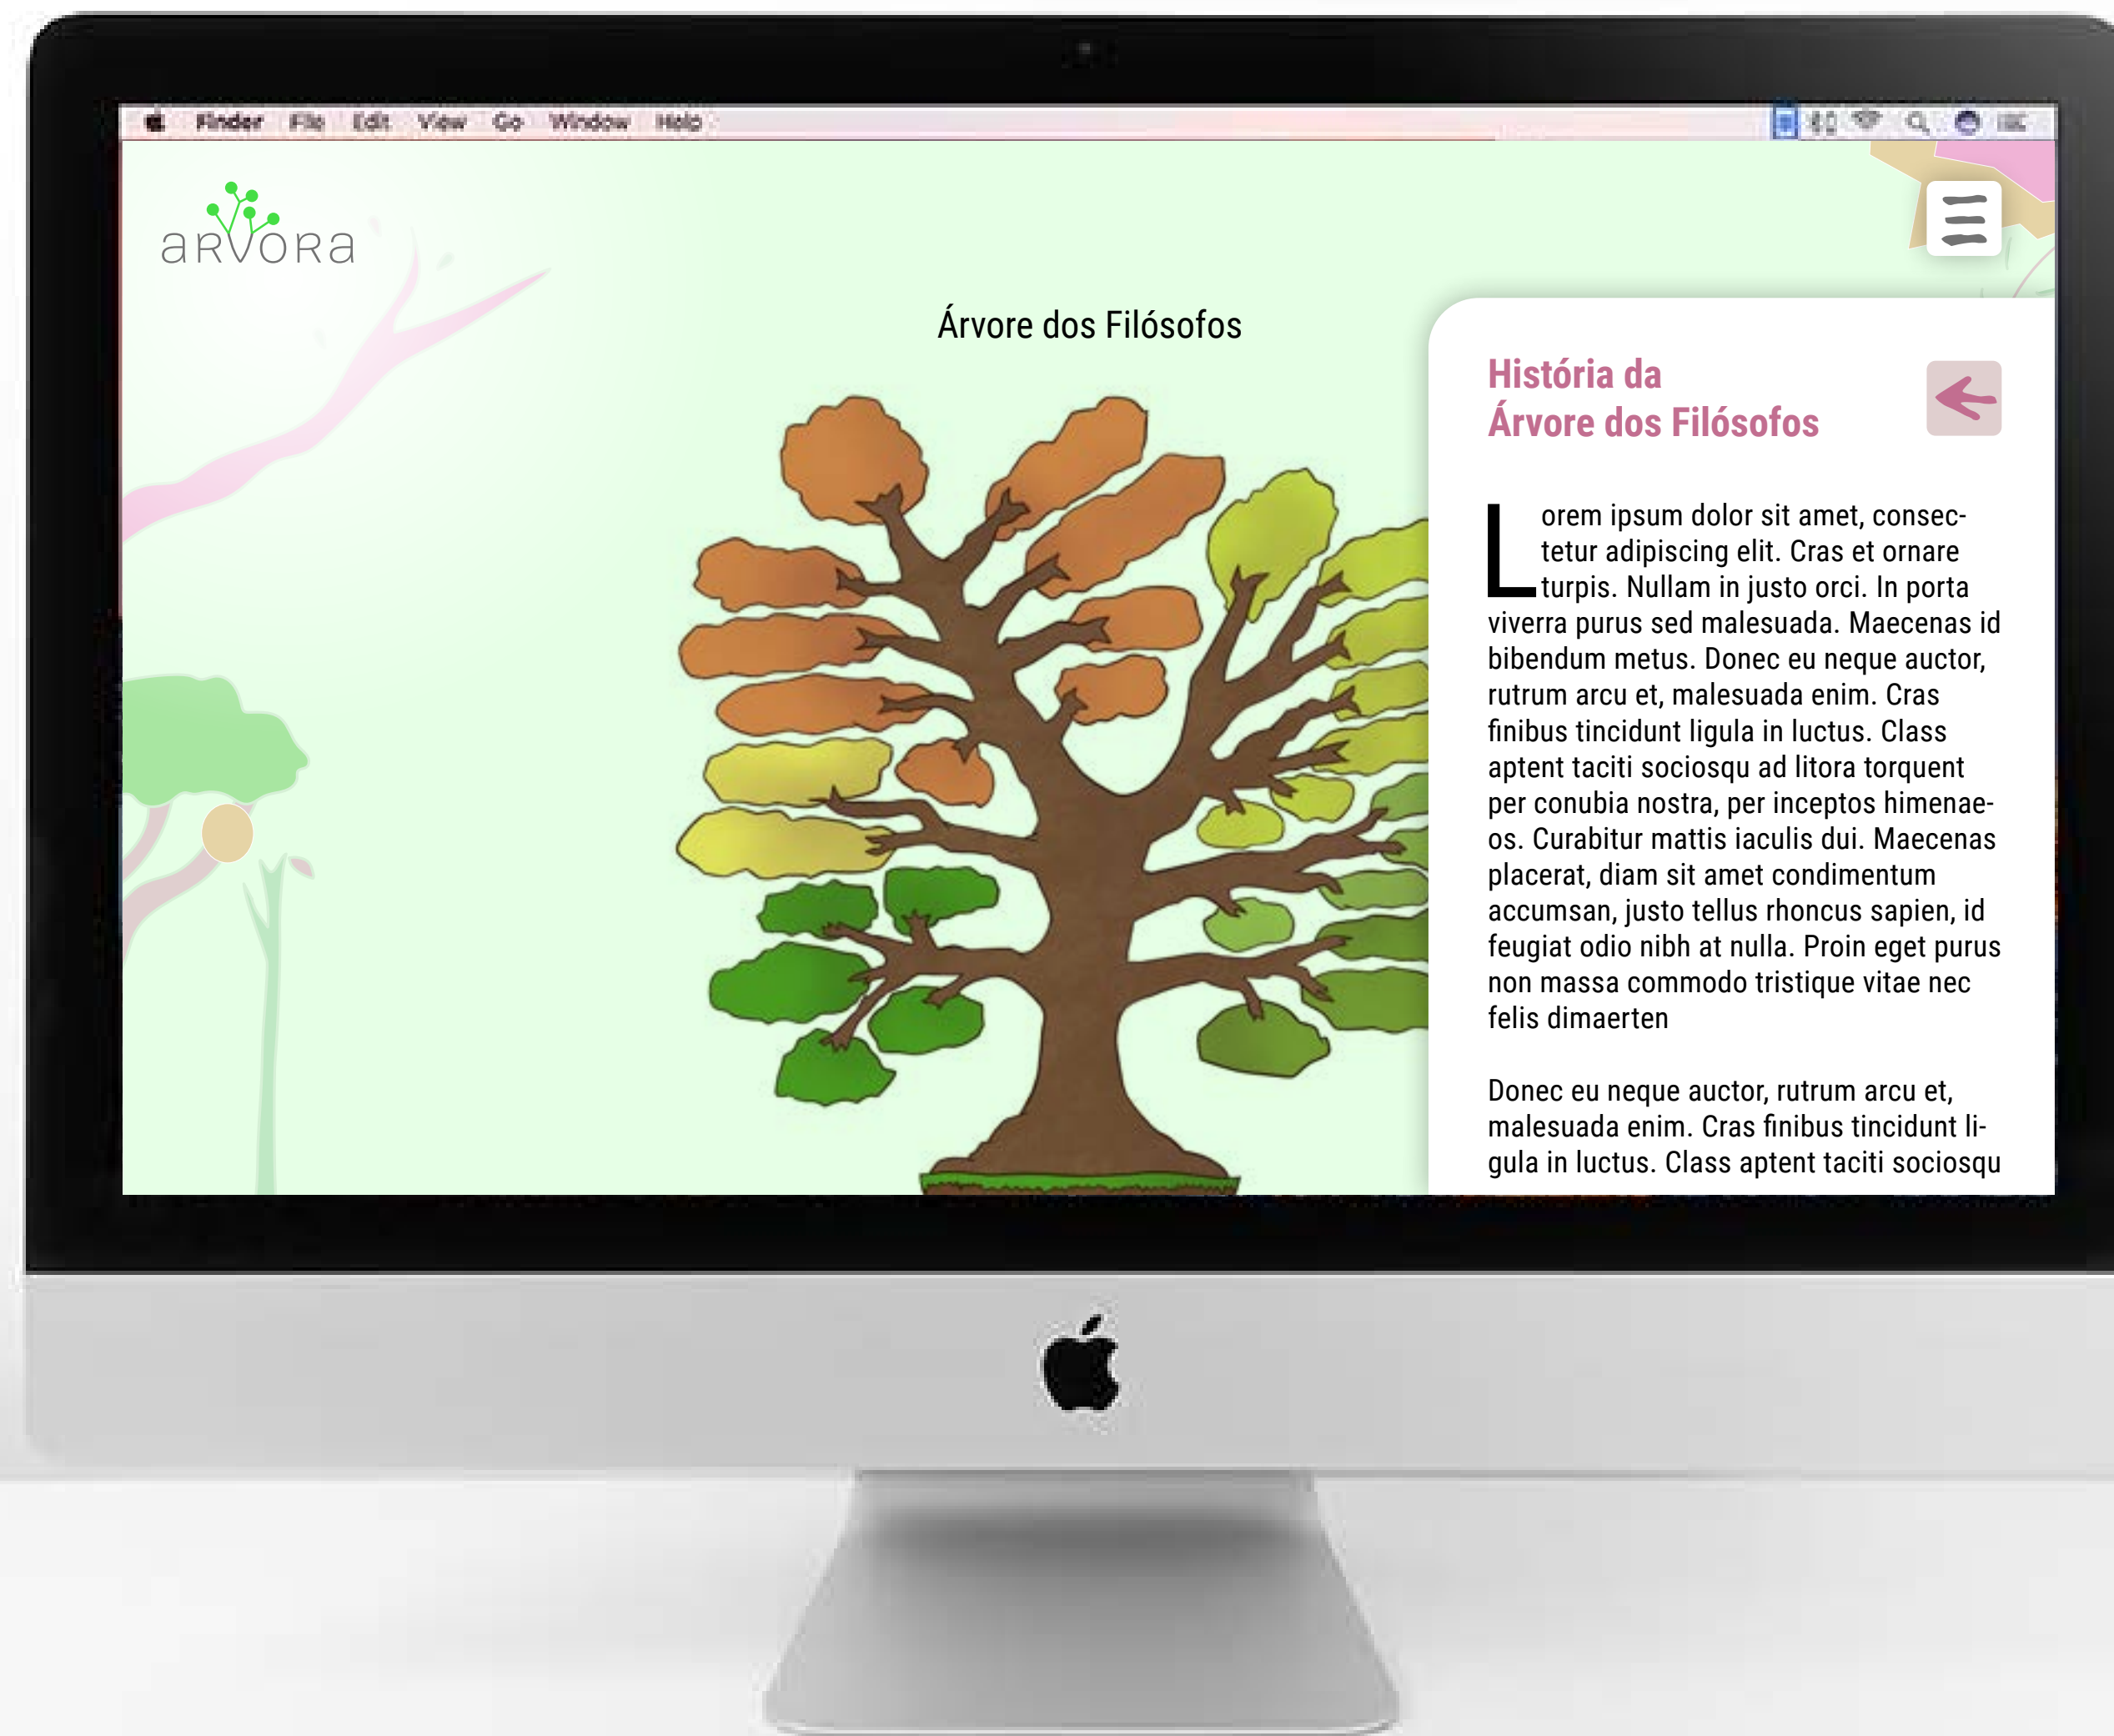 Finder File Edit View Go Window Help
aRVORa
Árvore dos Filósofos
História da
Árvore dos Filósofos
Lorem ipsum dolor sit amet, consec-
tetur adipiscing elit. Cras et ornare
turpis. Nullam in justo orci. In porta
viverra purus sed malesuada. Maecenas id
bibendum metus. Donec eu neque auctor,
rutrum arcu et, malesuada enim. Cras
finibus tincidunt ligula in luctus. Class
aptent taciti sociosqu ad litora torquent
per conubia nostra, per inceptos himenae-
os. Curabitur mattis iaculis dui. Maecenas
placerat, diam sit amet condimentum
accumsan, justo tellus rhoncus sapien, id
feugiat odio nibh at nulla. Proin eget purus
non massa commodo tristique vitae nec
felis dimaerten
Donec eu neque auctor, rutrum arcu et,
malesuada enim. Cras finibus tincidunt li-
gula in luctus. Class aptent taciti sociosqu